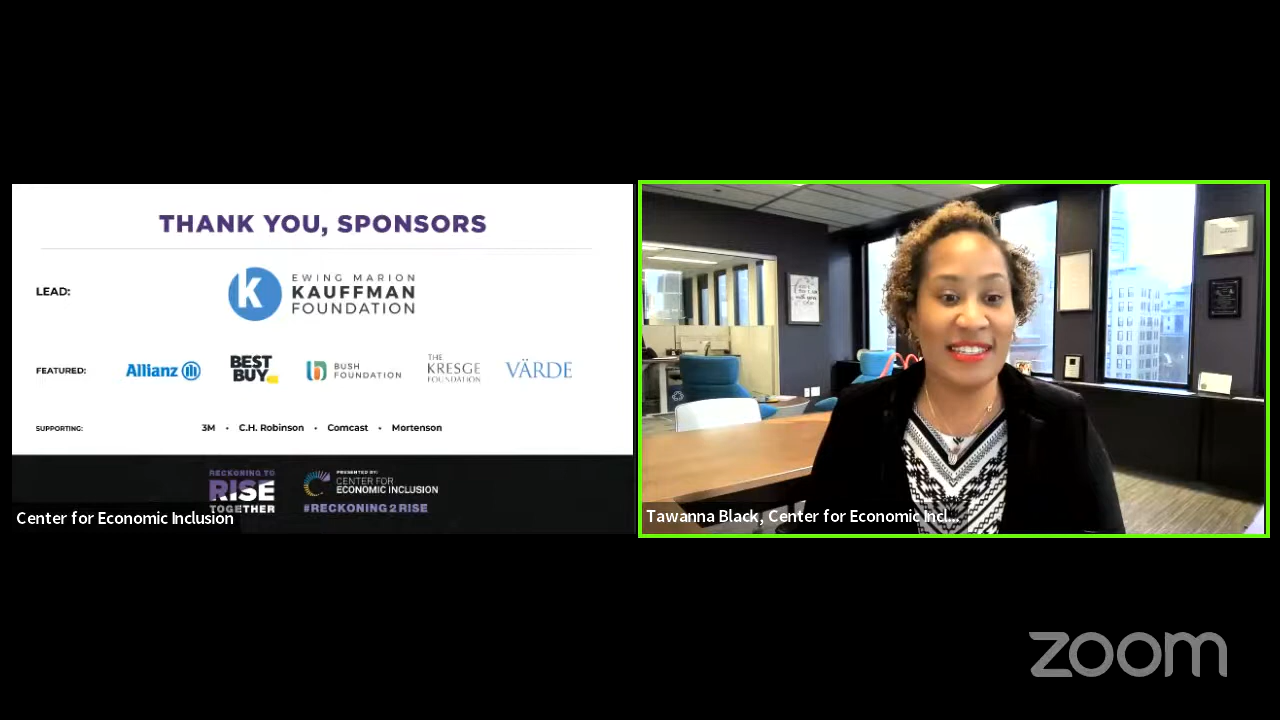 THANK YOU, SPONSORS
LEAD:
k
EWING MARION
KAUFFMAN
FOUNDATION
FEATURED:
Allianz
BEST
BUY
BUSH
FOUNDATION
THE
KRESGE
FOUNDATION
VÄRDE
SUPPORTING:
3M • C.H. Robinson • Comcast • Mortenson
RECKONING TO
RISE
TOGETHER
PRESENTED BY:
CENTER FOR
ECONOMIC INCLUSION
#RECKONING2RISE
Center for Economic Inclusion
Tawanna Black, Center for Economic Incl...
zoom